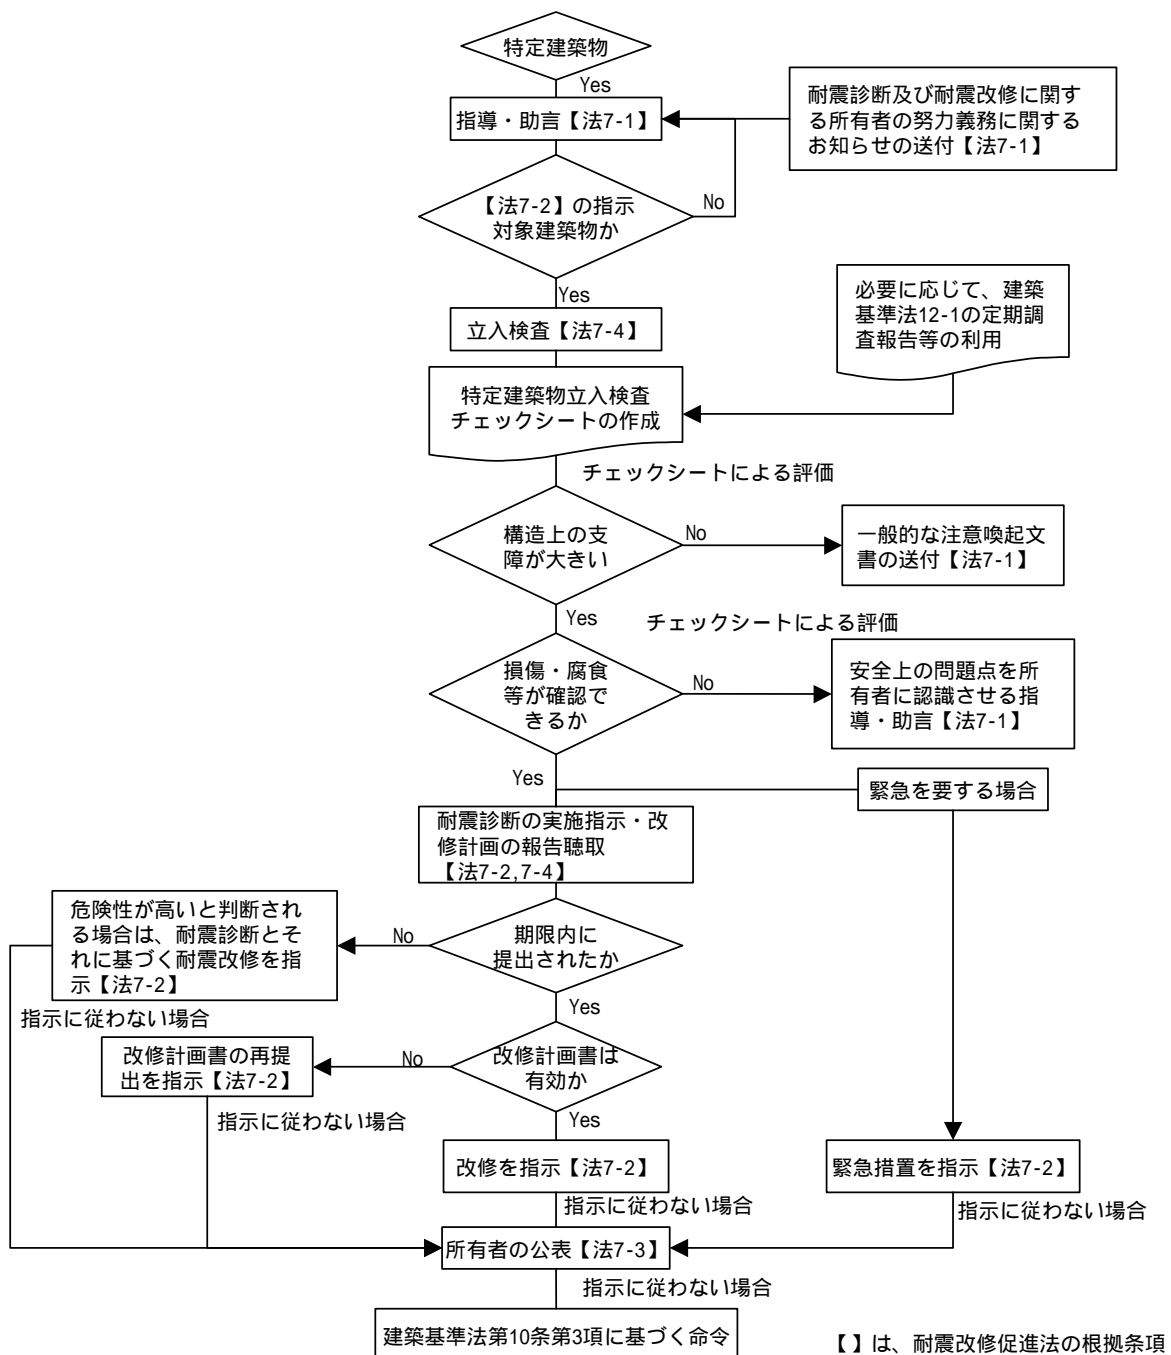 特定建築物
Yes
指導・助言【法7-1】
耐震診断及び耐震改修に関す
る所有者の努力義務に関する
お知らせの送付【法7-1】
【法7-2】の指示
対象建築物か
No
Yes
立入検査【法7-4】
必要に応じて、建築
基準法12-1の定期調
査報告等の利用
特定建築物立入検査
チェックシートの作成
チェックシートによる評価
構造上の支
障が大きい
No
一般的な注意喚起文
書の送付【法7-1】
Yes
チェックシートによる評価
損傷・腐食
等が確認で
きるか
No
安全上の問題点を所
有者に認識させる指
導・助言【法7-1】
Yes
緊急を要する場合
耐震診断の実施指示・改
修計画の報告聴取
【法7-2,7-4】
危険性が高いと判断され
る場合は、耐震診断とそ
れに基づく耐震改修を指
示【法7-2】
No
期限内に
提出されたか
指示に従わない場合
Yes
改修計画書の再提
出を指示【法7-2】
No
改修計画書は
有効か
指示に従わない場合
Yes
改修を指示【法7-2】
緊急措置を指示【法7-2】
指示に従わない場合
指示に従わない場合
所有者の公表【法7-3】
指示に従わない場合
建築基準法第10条第3項に基づく命令
【】は、耐震改修促進法の根拠条項